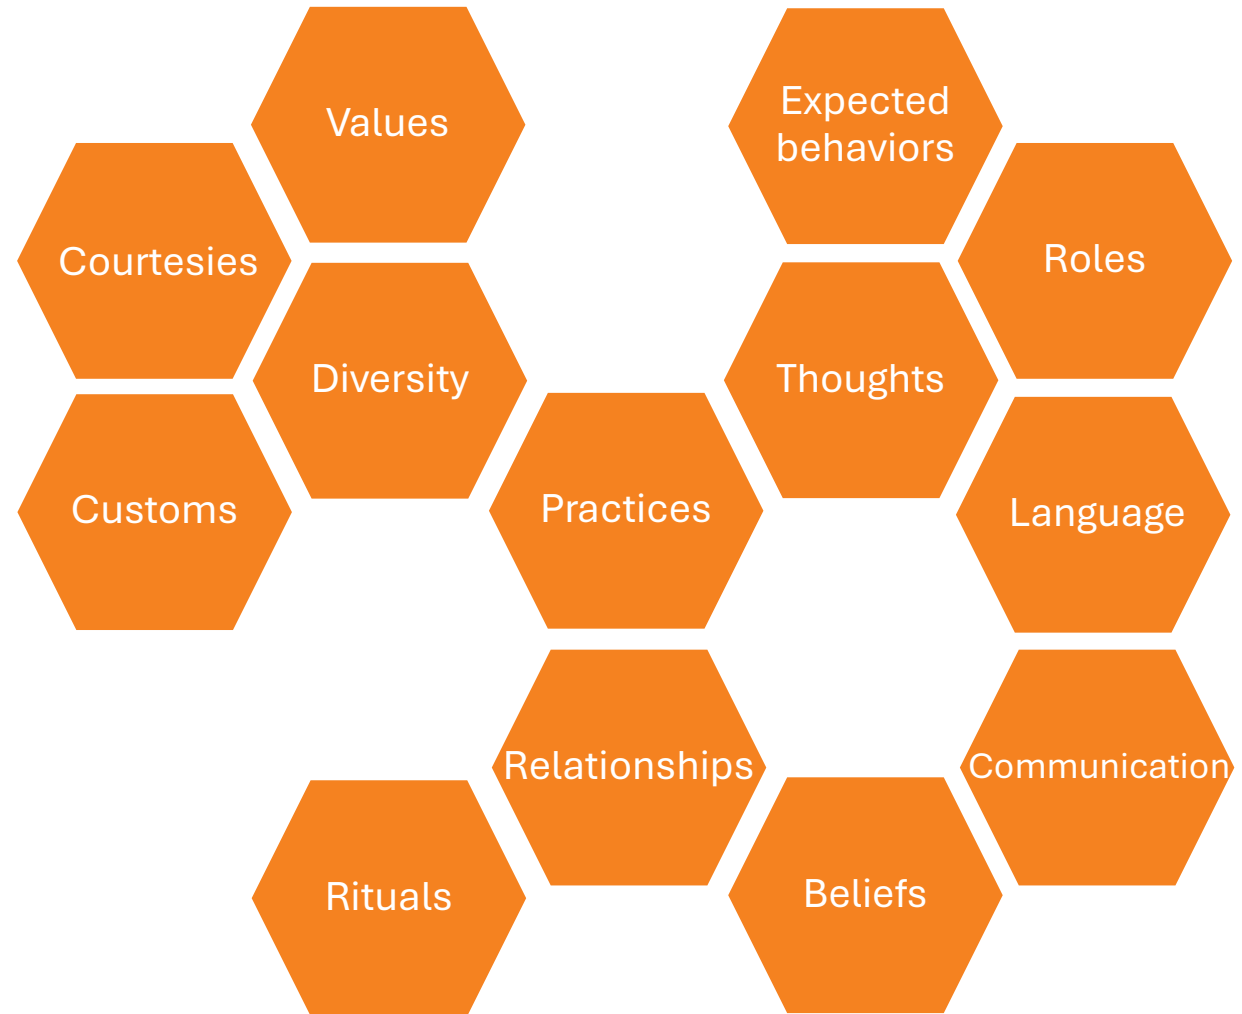 Values
Expected
behaviors
Courtesies
Roles
Diversity
Thoughts
Customs
Practices
Language
Relationships
Communication
Rituals
Beliefs